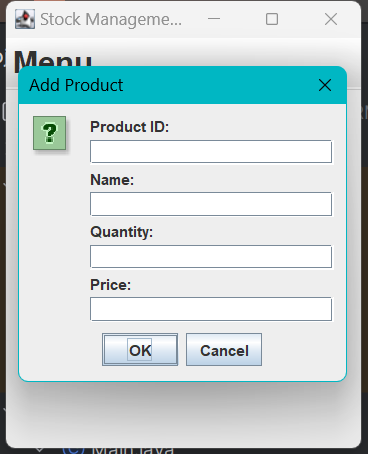 Stock Manageme...
Menu
Add Product
?
Product ID:
Name:
Quantity:
Price:
OK
Cancel
Main.java